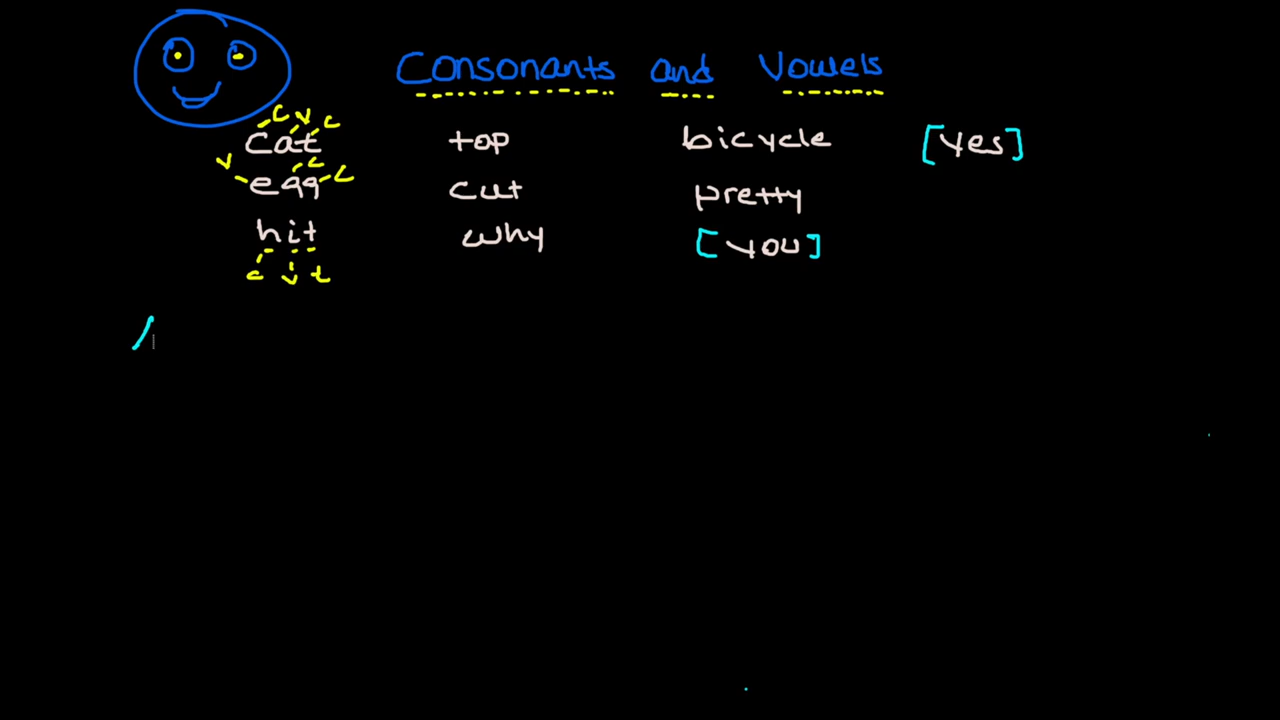 Consonants and Vowels
c v c
cat top bicycle [yes]
v c c
egg cut pretty
hit why [you]
c v t